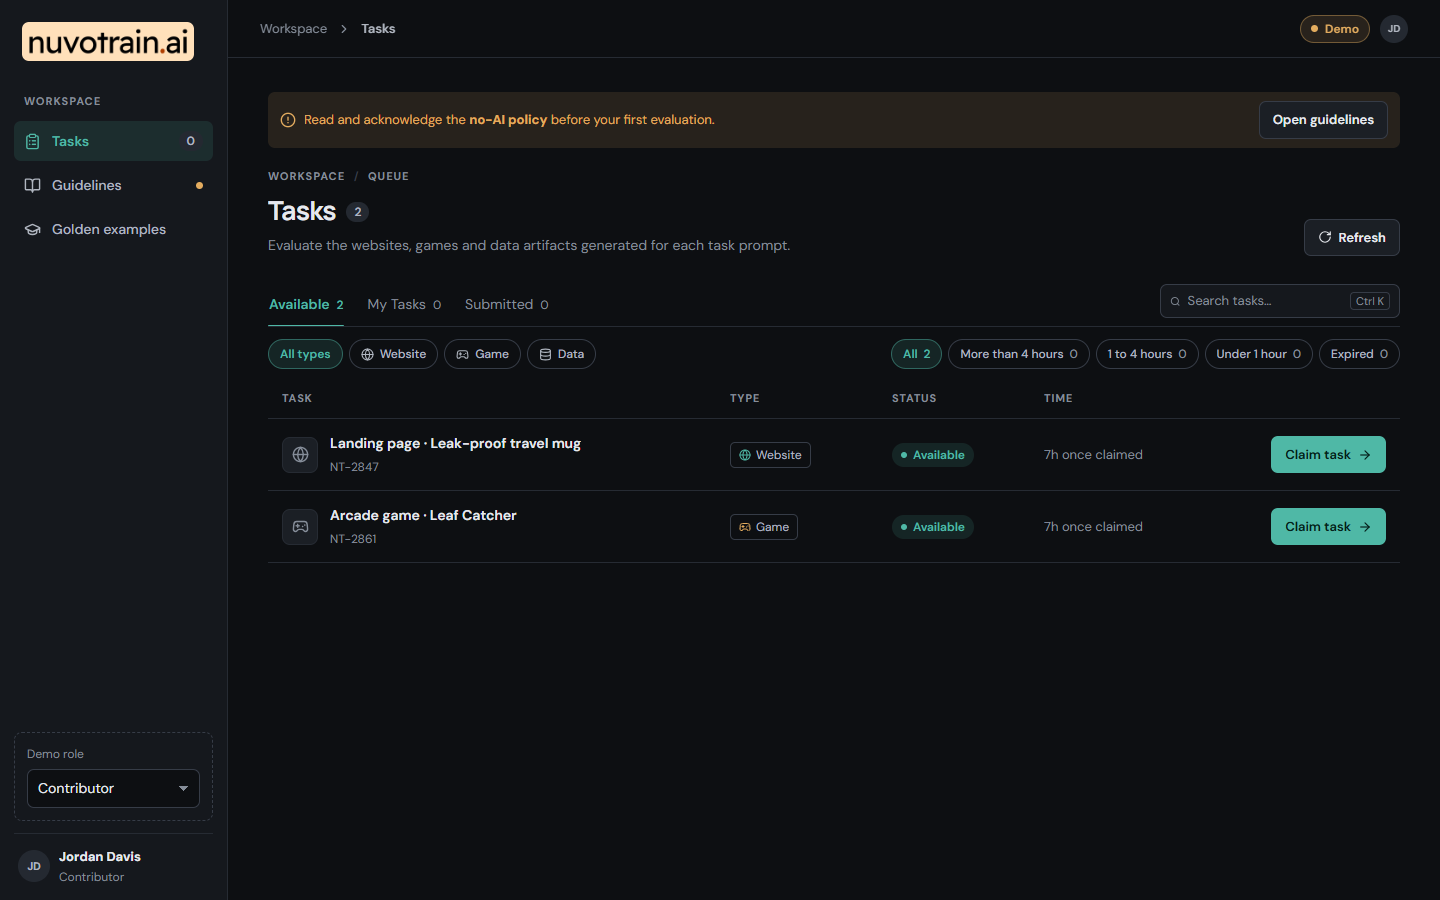 nuvotrain.ai
WORKSPACE
Tasks 0
Guidelines
Golden examples
Demo role
Contributor
JD
Jordan Davis
Contributor
Workspace > Tasks
Demo
JD
Read and acknowledge the no-AI policy before your first evaluation.
Open guidelines
WORKSPACE / QUEUE
Tasks 2
Evaluate the websites, games and data artifacts generated for each task prompt.
Refresh
Available 2 My Tasks 0 Submitted 0
Search tasks... Ctrl K
All types Website Game Data
All 2 More than 4 hours 0 1 to 4 hours 0 Under 1 hour 0 Expired 0
TASK TYPE STATUS TIME
Landing page · Leak-proof travel mug
NT-2847
Website Available 7h once claimed Claim task →
Arcade game · Leaf Catcher
NT-2861
Game Available 7h once claimed Claim task →